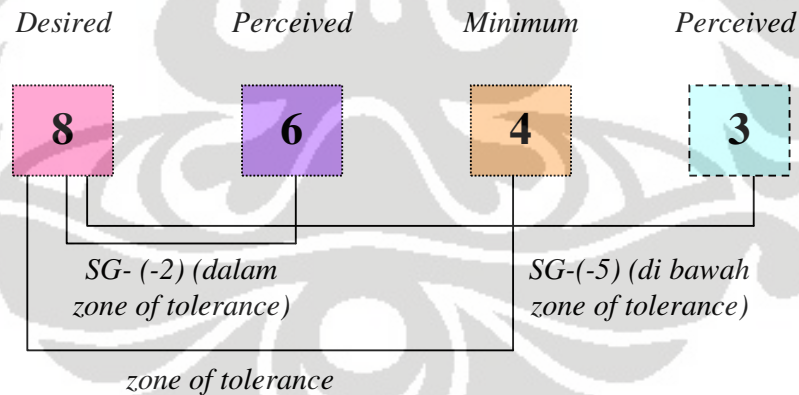 Desired Perceived Minimum Perceived
8 6 4 3
SG- (-2) (dalam
zone of tolerance)
SG-(-5) (di bawah
zone of tolerance)
zone of tolerance